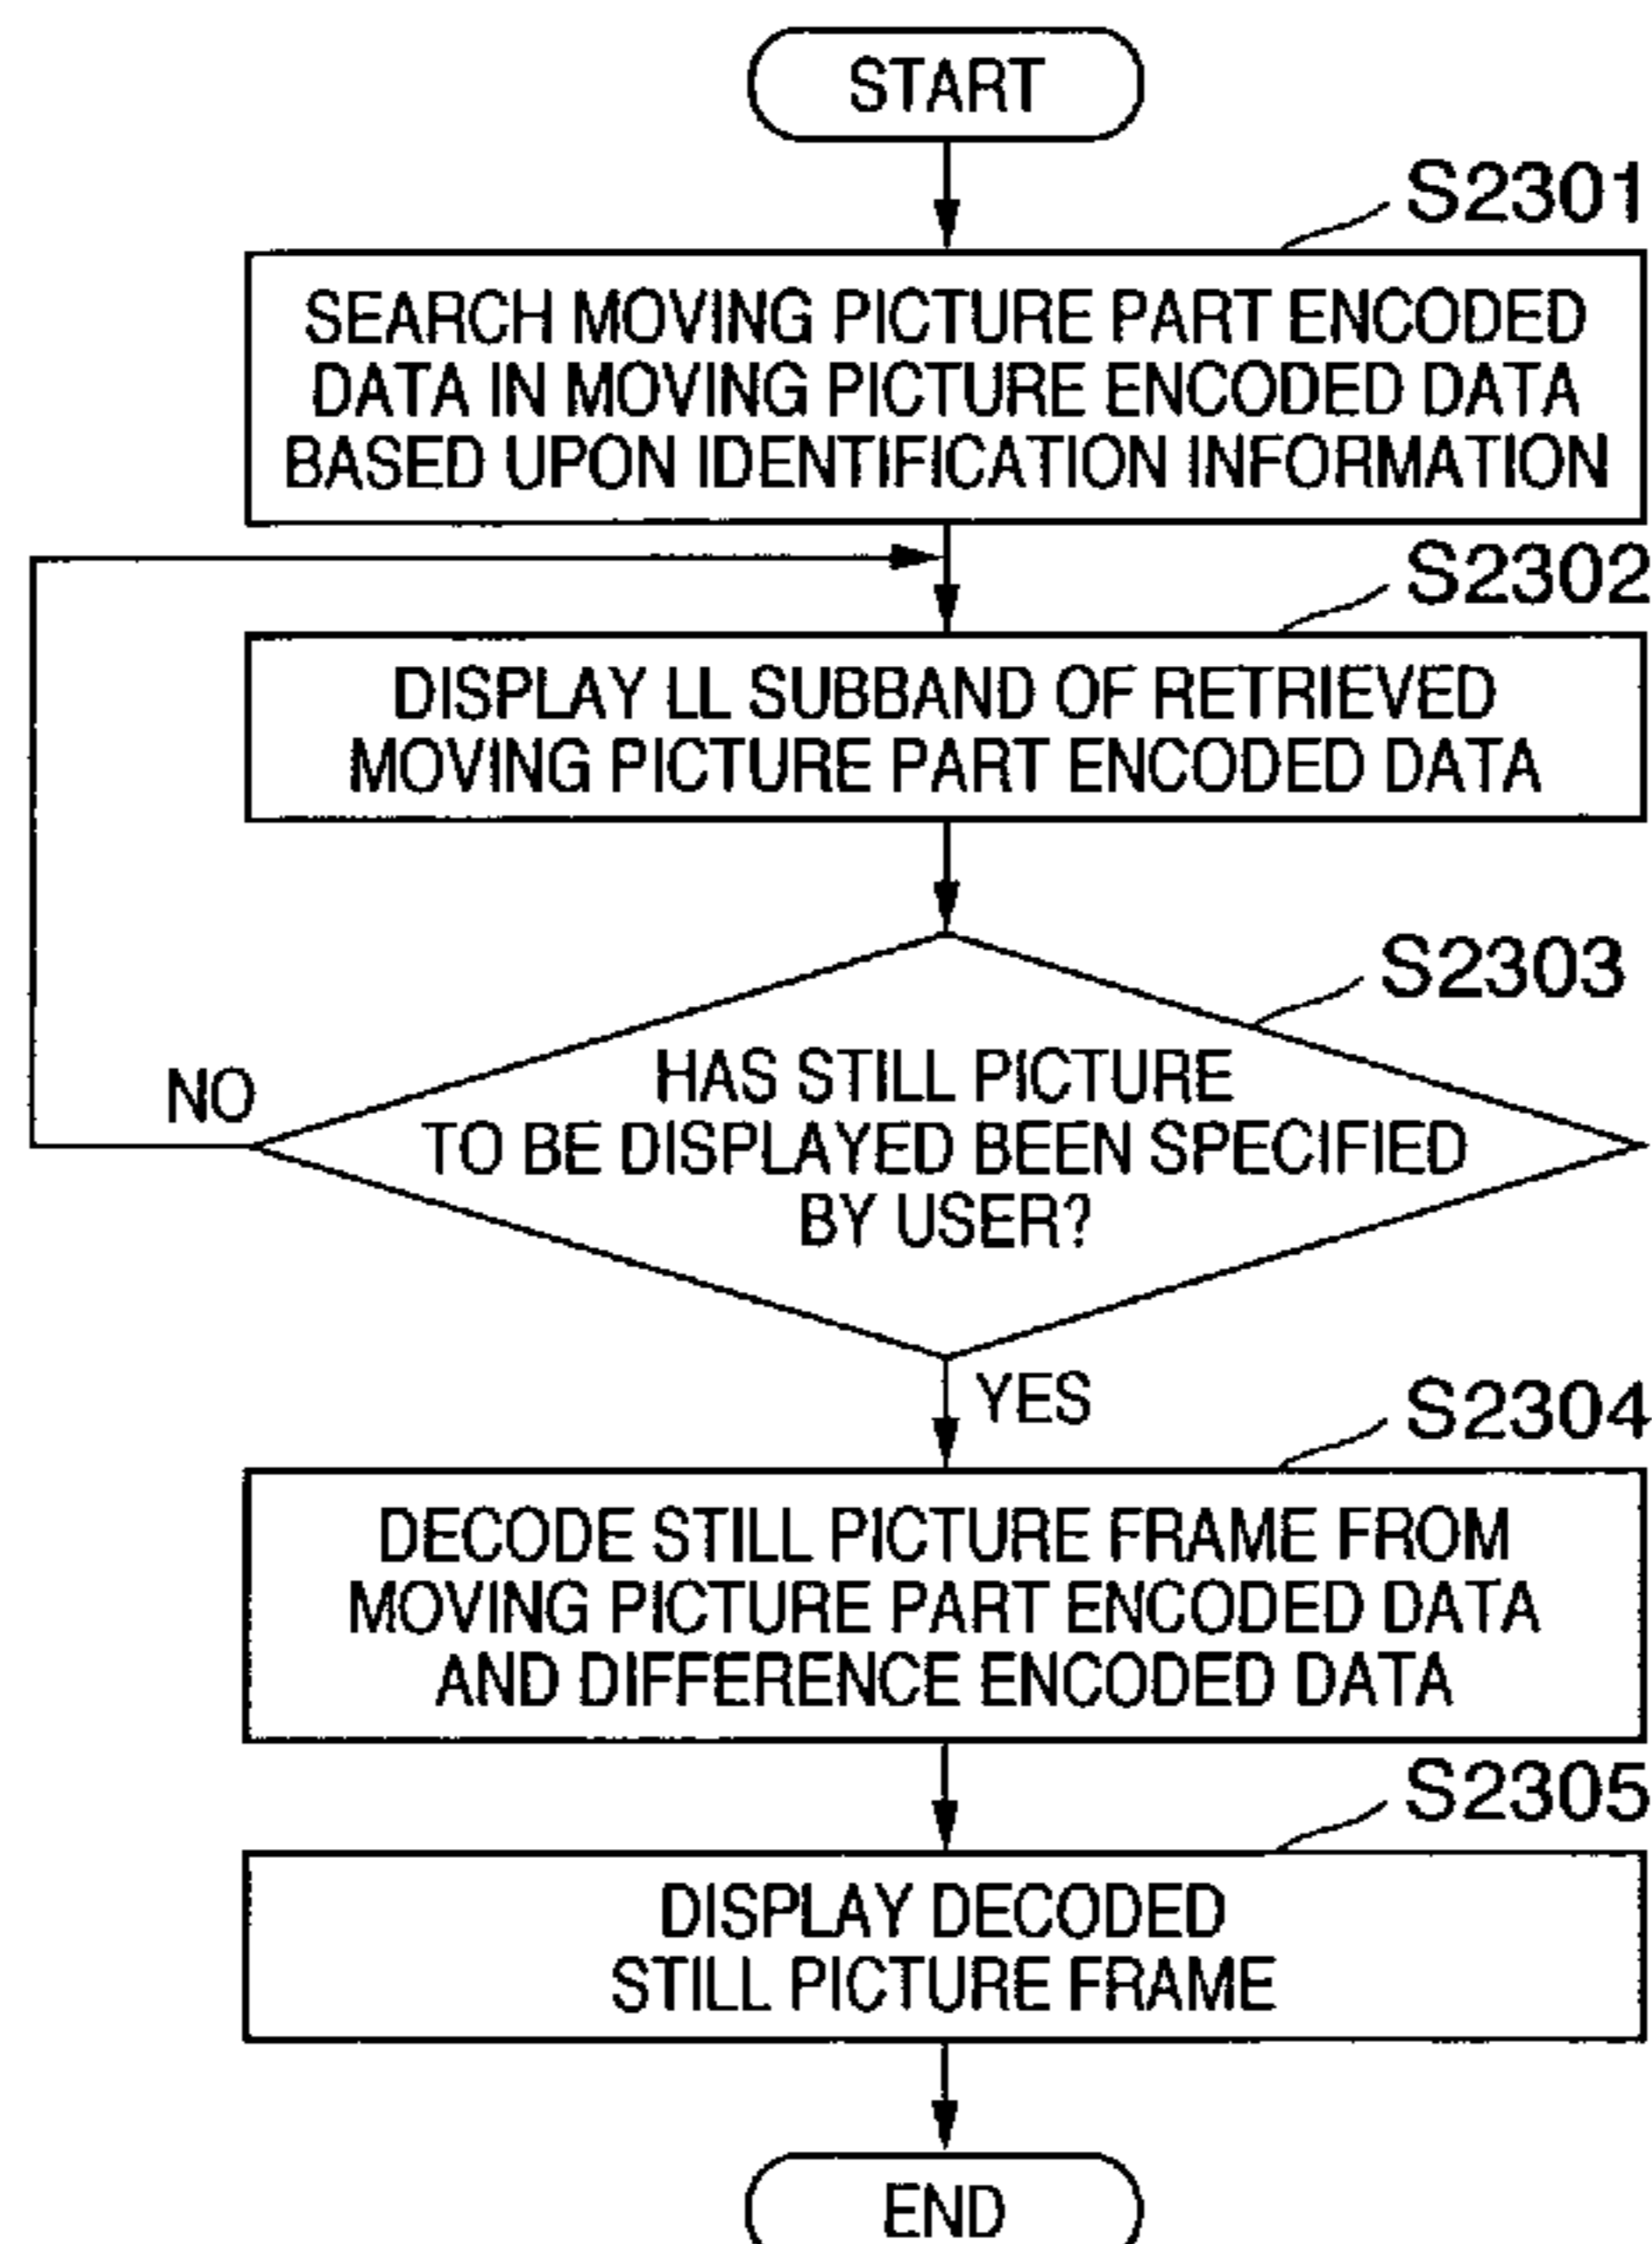 START
S2301
SEARCH MOVING PICTURE PART ENCODED
DATA IN MOVING PICTURE ENCODED DATA
BASED UPON IDENTIFICATION INFORMATION
S2302
DISPLAY LL SUBBAND OF RETRIEVED
MOVING PICTURE PART ENCODED DATA
S2303
HAS STILL PICTURE
TO BE DISPLAYED BEEN SPECIFIED
BY USER?
NO
YES
S2304
DECODE STILL PICTURE FRAME FROM
MOVING PICTURE PART ENCODED DATA
AND DIFFERENCE ENCODED DATA
S2305
DISPLAY DECODED
STILL PICTURE FRAME
END